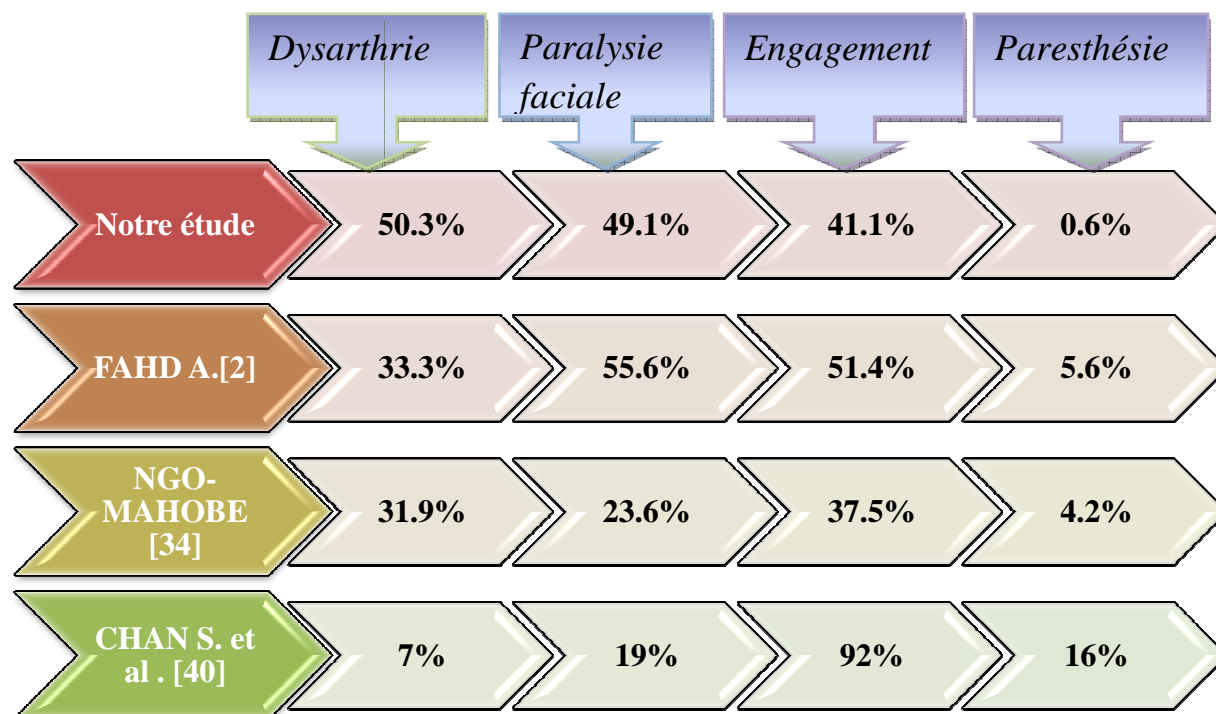 Dysarthrie
Paralysie
faciale
Engagement
Paresthésie
Notre étude
50.3%
49.1%
41.1%
0.6%
FAHD A.[2]
33.3%
55.6%
51.4%
5.6%
NGO-
MAHOBE
[34]
31.9%
23.6%
37.5%
4.2%
CHAN S. et
al . [40]
7%
19%
92%
16%